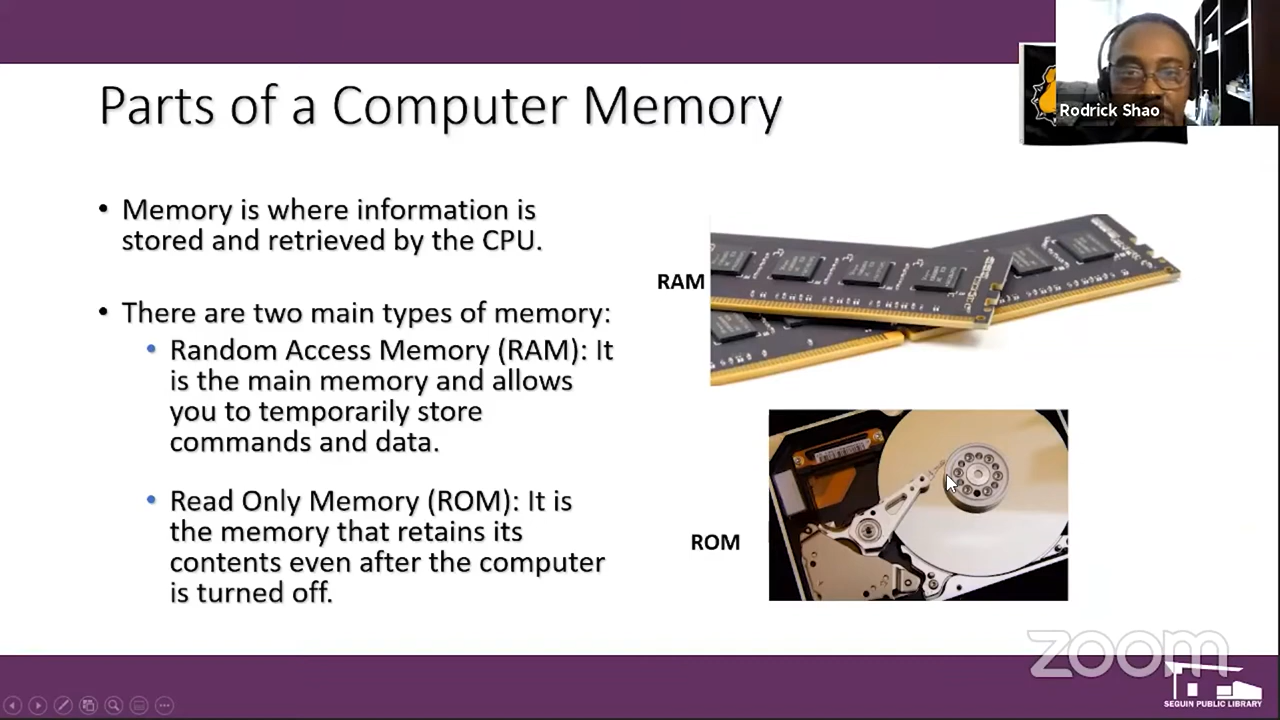 Parts of a Computer Memory
Rodrick Shao
• Memory is where information is
stored and retrieved by the CPU.
• There are two main types of memory:
• Random Access Memory (RAM): It
is the main memory and allows
you to temporarily store
commands and data.
• Read Only Memory (ROM): It is
the memory that retains its
contents even after the computer
is turned off.
RAM
ROM
zoom
SEGUIN PUBLIC LIBRARY